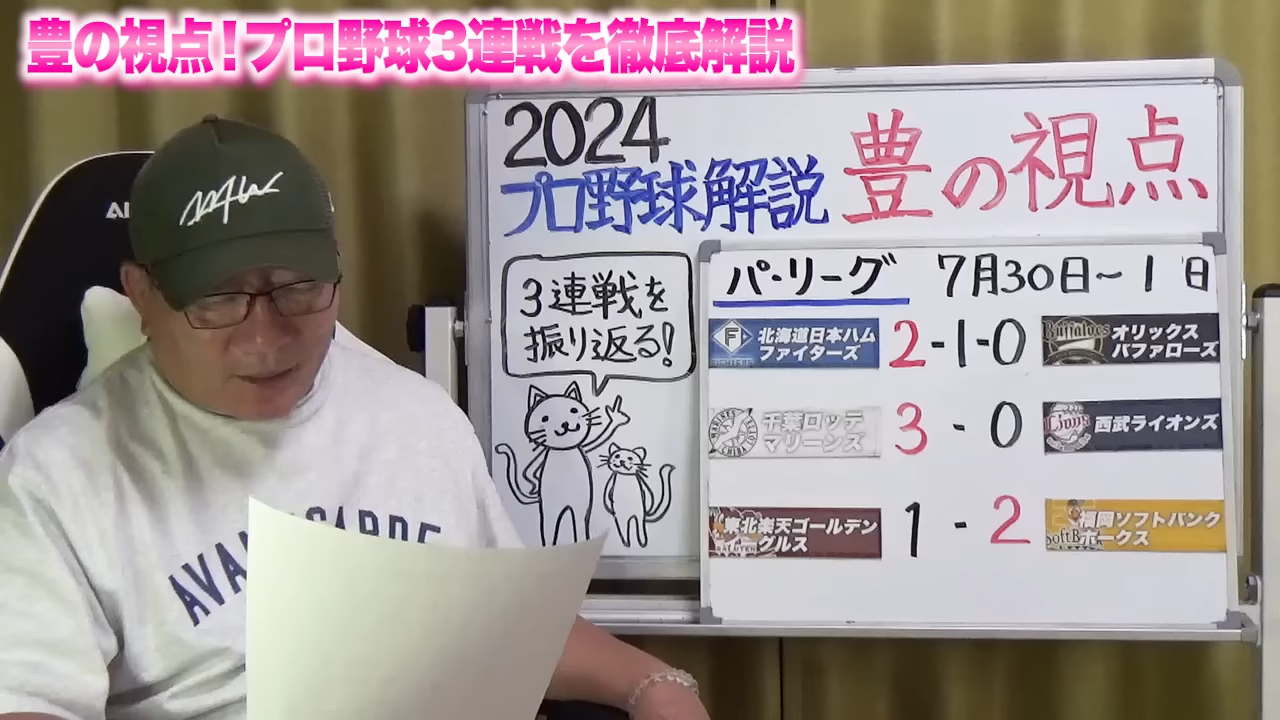 豊の視点！プロ野球3連戦を徹底解説
2024
プロ野球解説 豊の視点
3連戦を
振り返る!
パ・リーグ 7月30日～1日
北海道日本ハム
ファイターズ
2-1-0
オリックス
バファローズ
千葉ロッテ
マリーンズ
3-0
西武ライオンズ
東北楽天ゴールデン
イーグルス
1-2
福岡ソフトバンク
ホークス